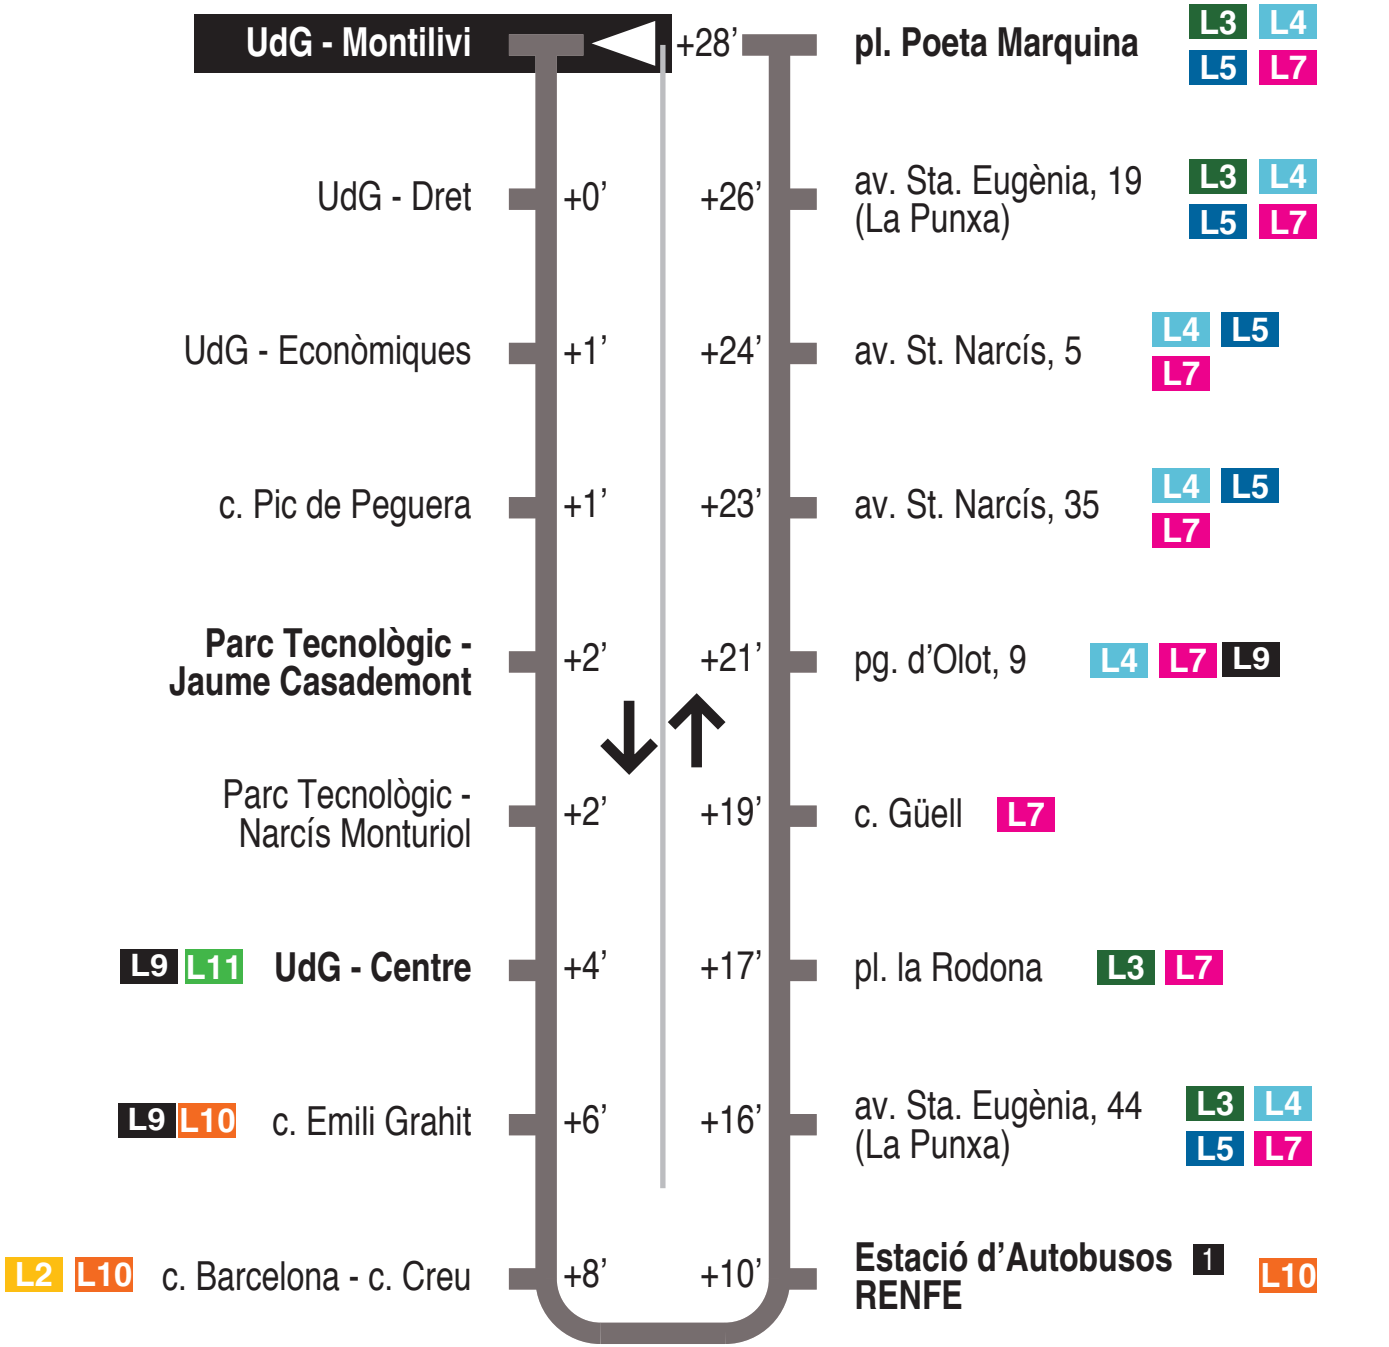 UdG - Montilivi
+28’
pl. Poeta Marquina
L3 L4
L5 L7
UdG - Dret
+0’
+26’
av. Sta. Eugènia, 19
(La Punxa)
L3 L4
L5 L7
UdG - Econòmiques
+1’
+24’
av. St. Narcís, 5
L4 L5
L7
c. Pic de Peguera
+1’
+23’
av. St. Narcís, 35
L4 L5
L7
Parc Tecnològic -
Jaume Casademont
+2’
+21’
pg. d’Olot, 9
L4 L7 L9
Parc Tecnològic -
Narcís Monturiol
+2’
+19’
c. Güell
L7
L9 L11
UdG - Centre
+4’
+17’
pl. la Rodona
L3 L7
L9 L10
c. Emili Grahit
+6’
+16’
av. Sta. Eugènia, 44
(La Punxa)
L3 L4
L5 L7
L2 L10
c. Barcelona - c. Creu
+8’
+10’
Estació d’Autobusos
RENFE
1
L10